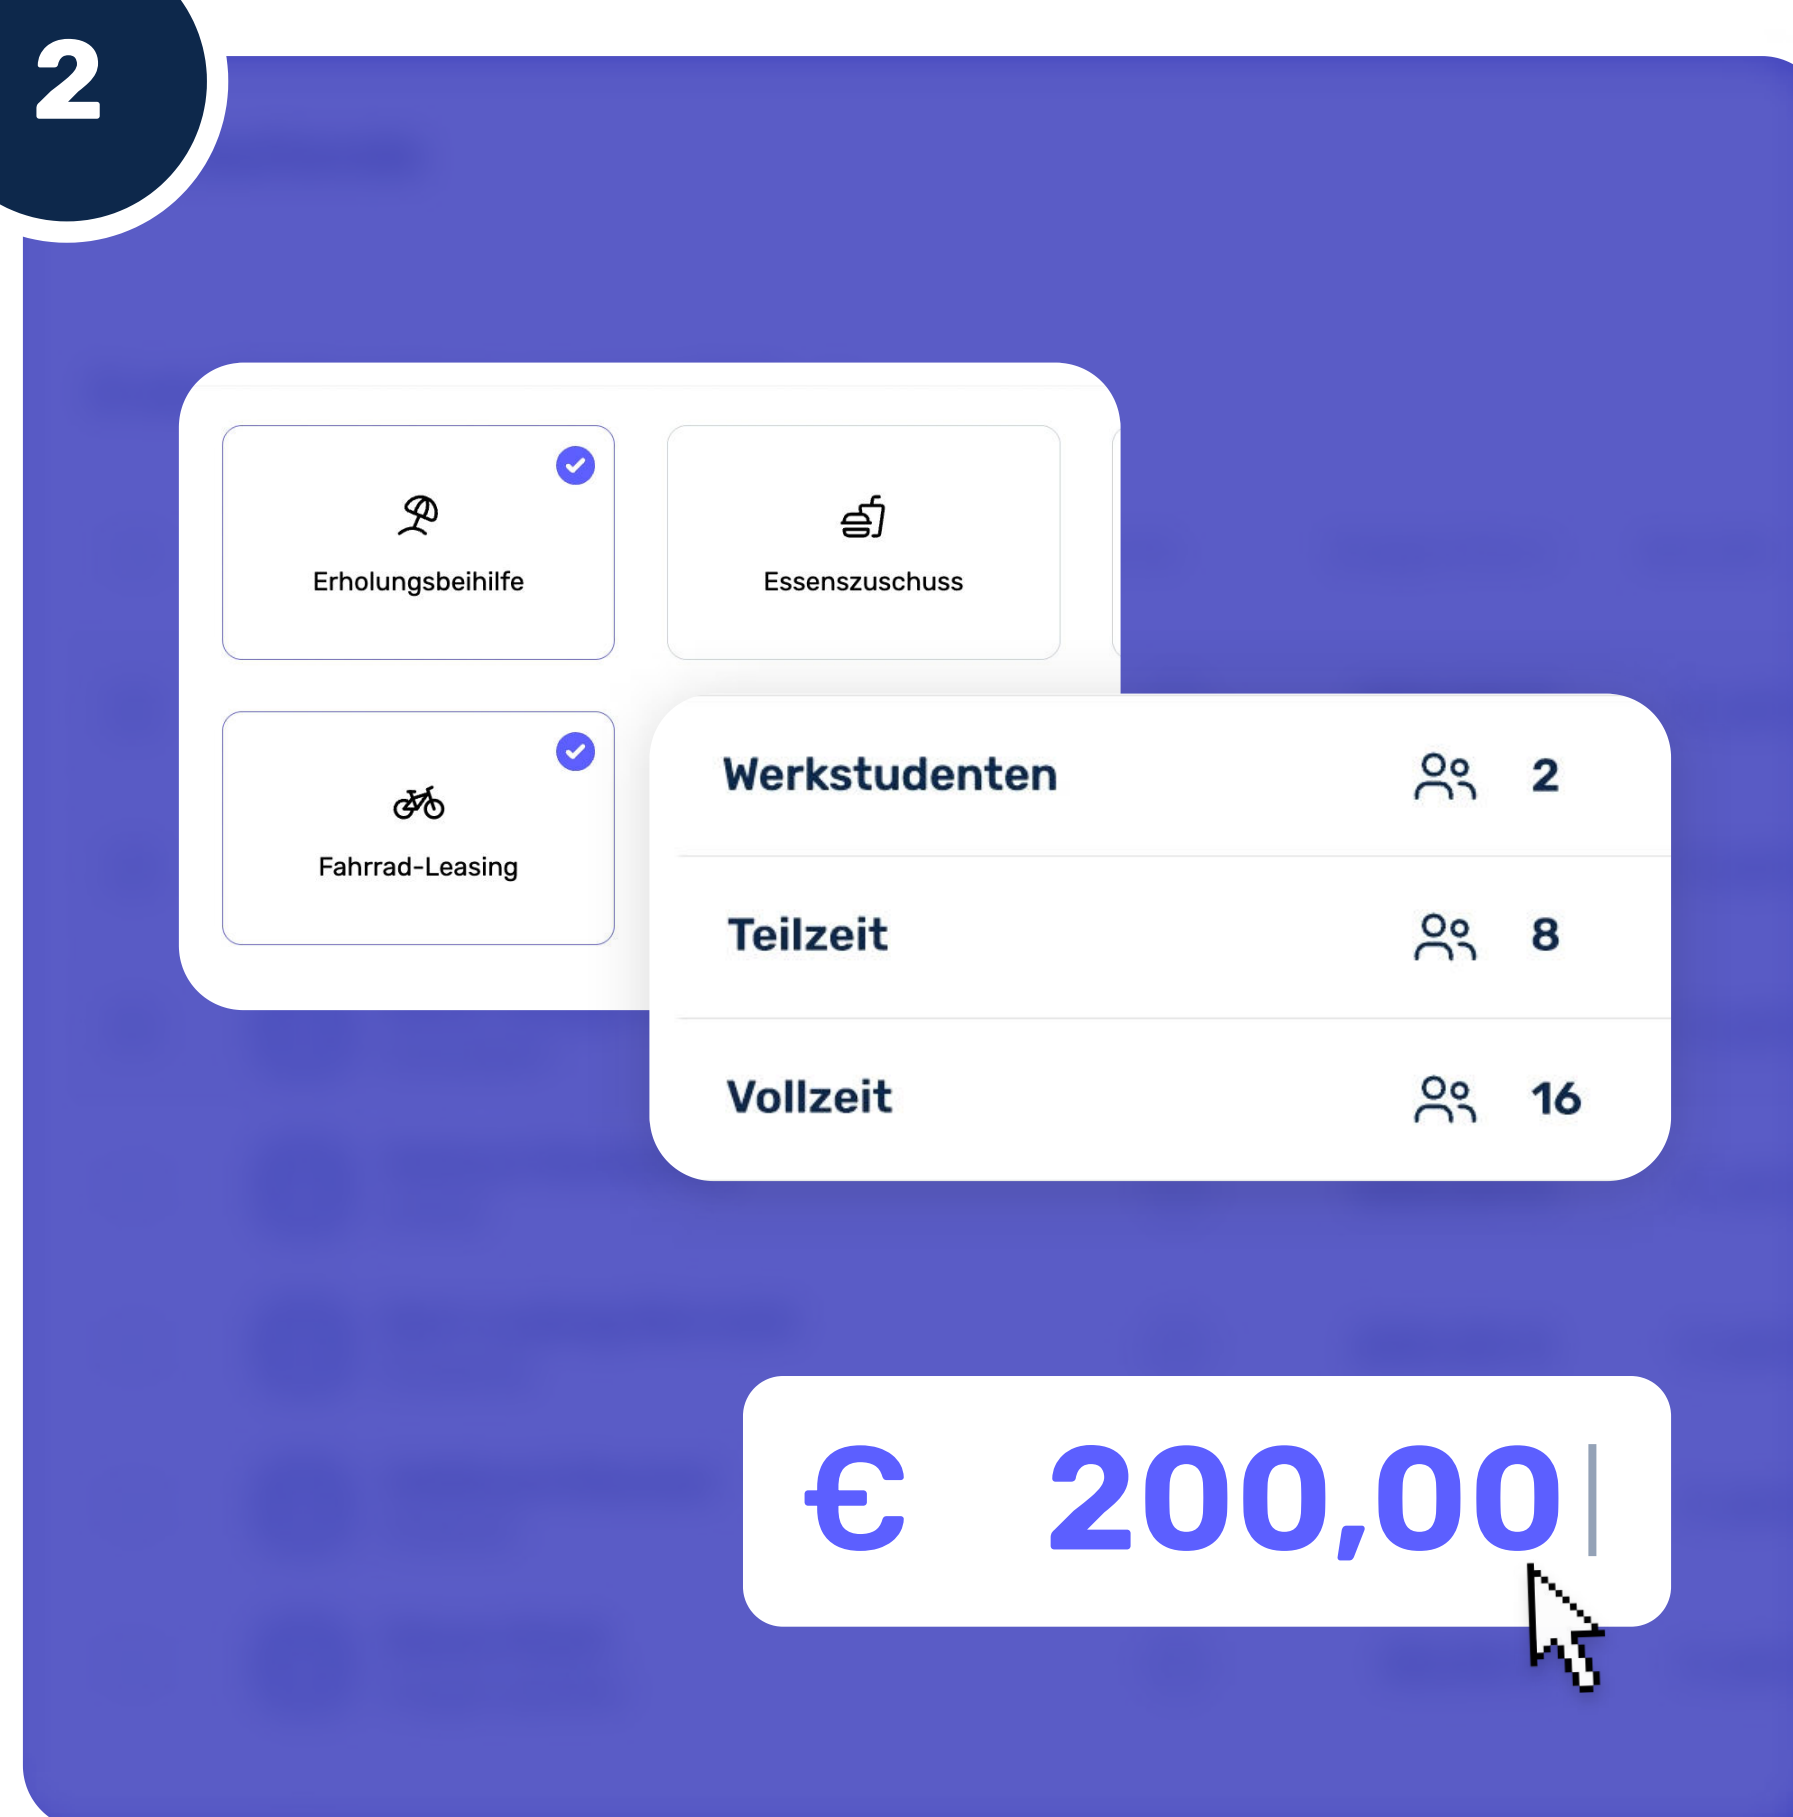 2
Erholungsbeihilfe
Essenszuschuss
Fahrrad-Leasing
Werkstudenten 2
Teilzeit 8
Vollzeit 16
€ 200,00